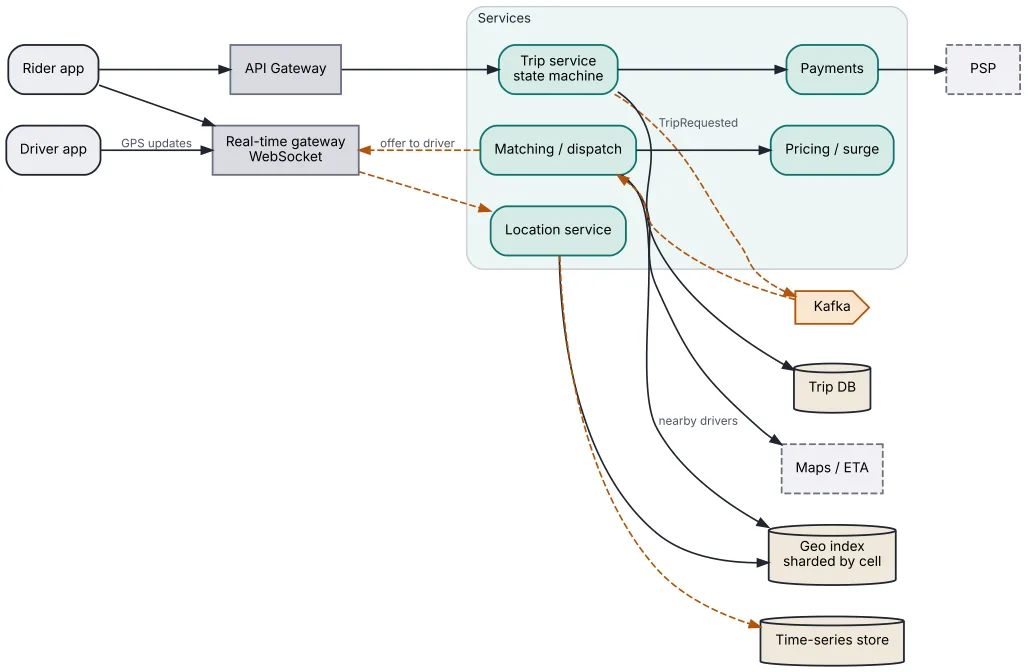 Services
Rider app
API Gateway
Trip service
state machine
Payments
PSP
TripRequested
Driver app
GPS updates
Real-time gateway
WebSocket
offer to driver
Matching / dispatch
Pricing / surge
Location service
Kafka
Trip DB
nearby drivers
Maps / ETA
Geo index
sharded by cell
Time-series store